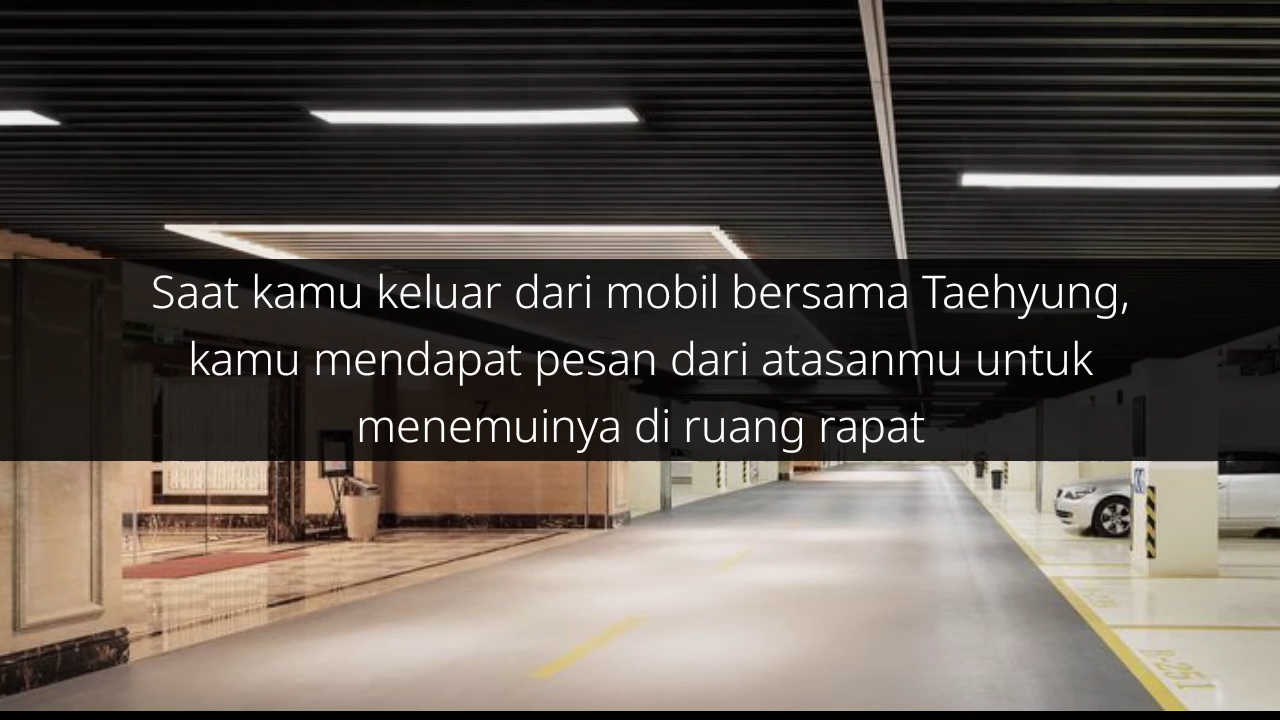 Saat kamu keluar dari mobil bersama Taehyung,
kamu mendapat pesan dari atasanmu untuk
menemuinya di ruang rapat